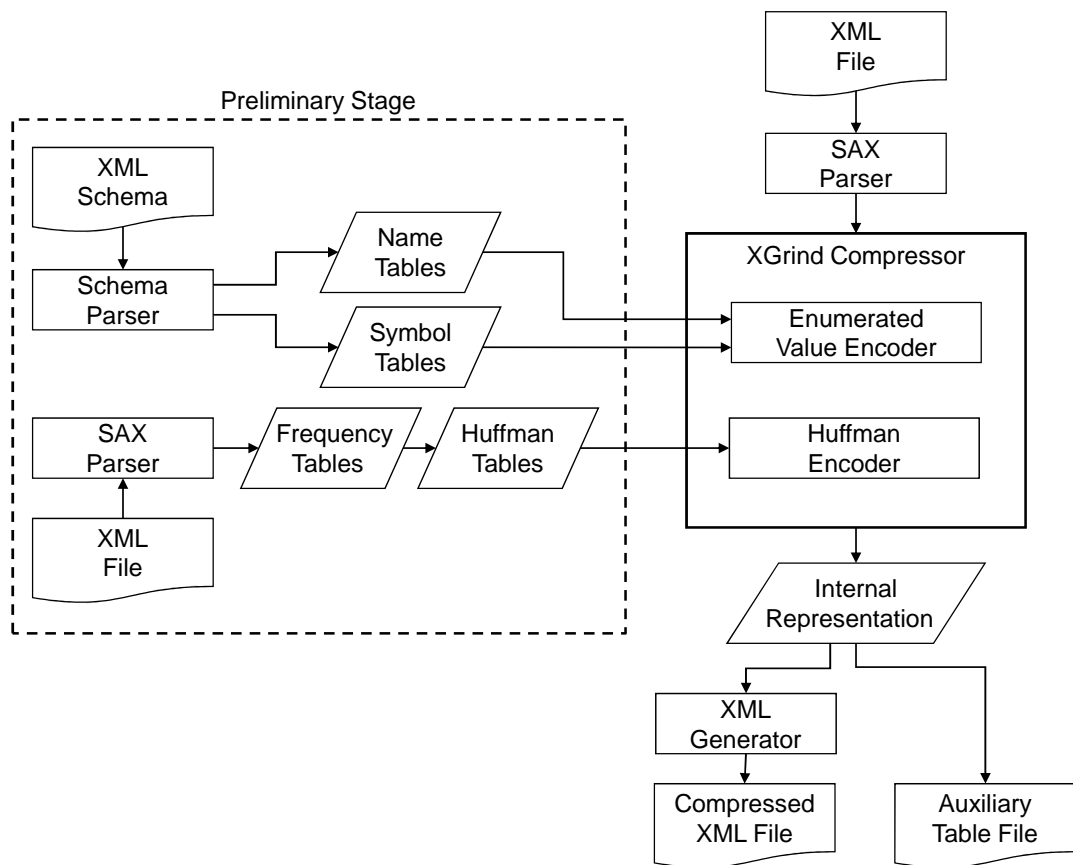 XML
File
Preliminary Stage
SAX
Parser
XML
Schema
Name
Tables
XGrind Compressor
Schema
Parser
Symbol
Tables
Enumerated
Value Encoder
SAX
Parser
Frequency
Tables
Huffman
Tables
Huffman
Encoder
XML
File
Internal
Representation
XML
Generator
Compressed
XML File
Auxiliary
Table File